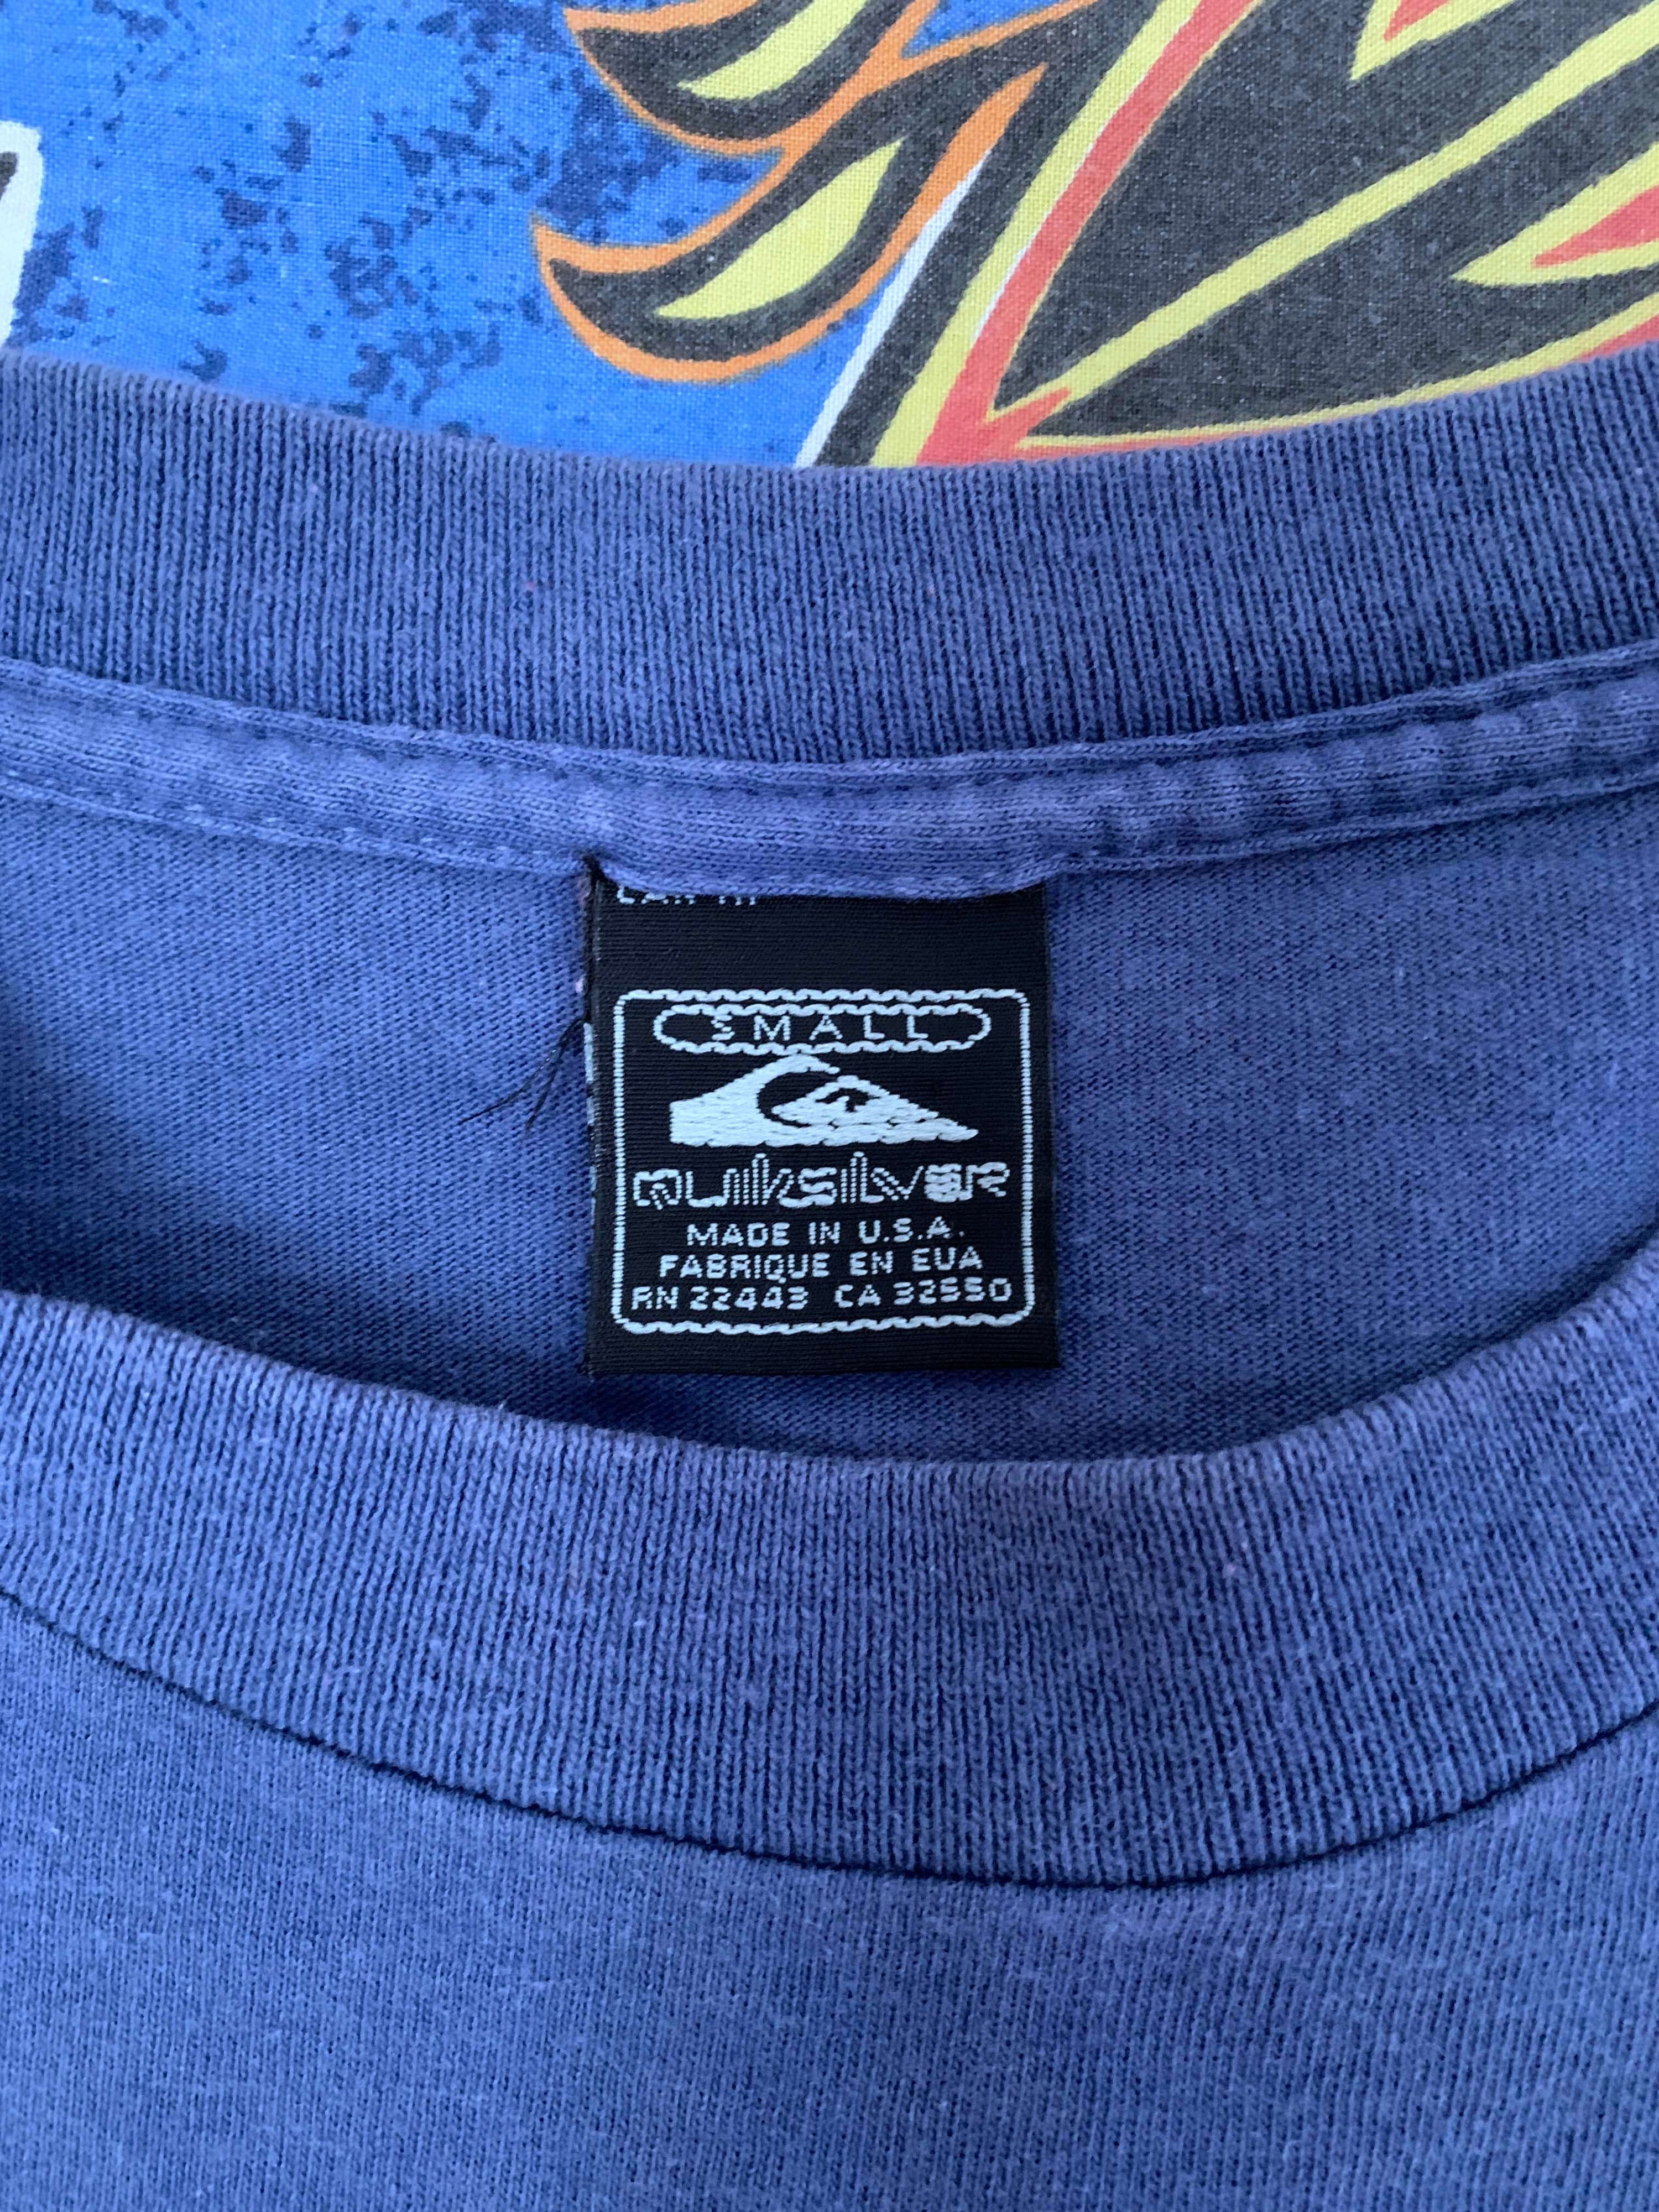 SMALL
QUIKSILVER
MADE IN U.S.A.
FABRIQUE EN EUA
RN 22443 CA 32550